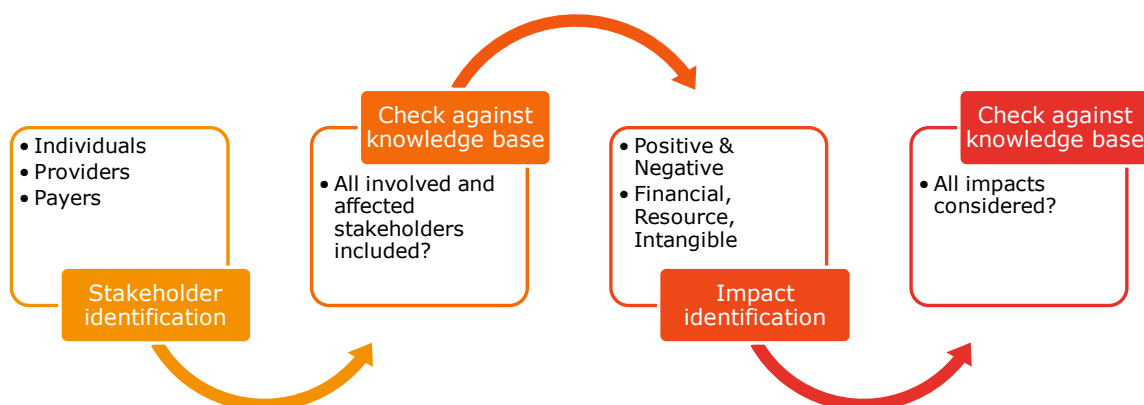 • Individuals
• Providers
• Payers
Stakeholder
identification
Check against
knowledge base
• All involved and
affected
stakeholders
included?
• Positive &
Negative
• Financial,
Resource,
Intangible
Impact
identification
Check against
knowledge base
• All impacts
considered?